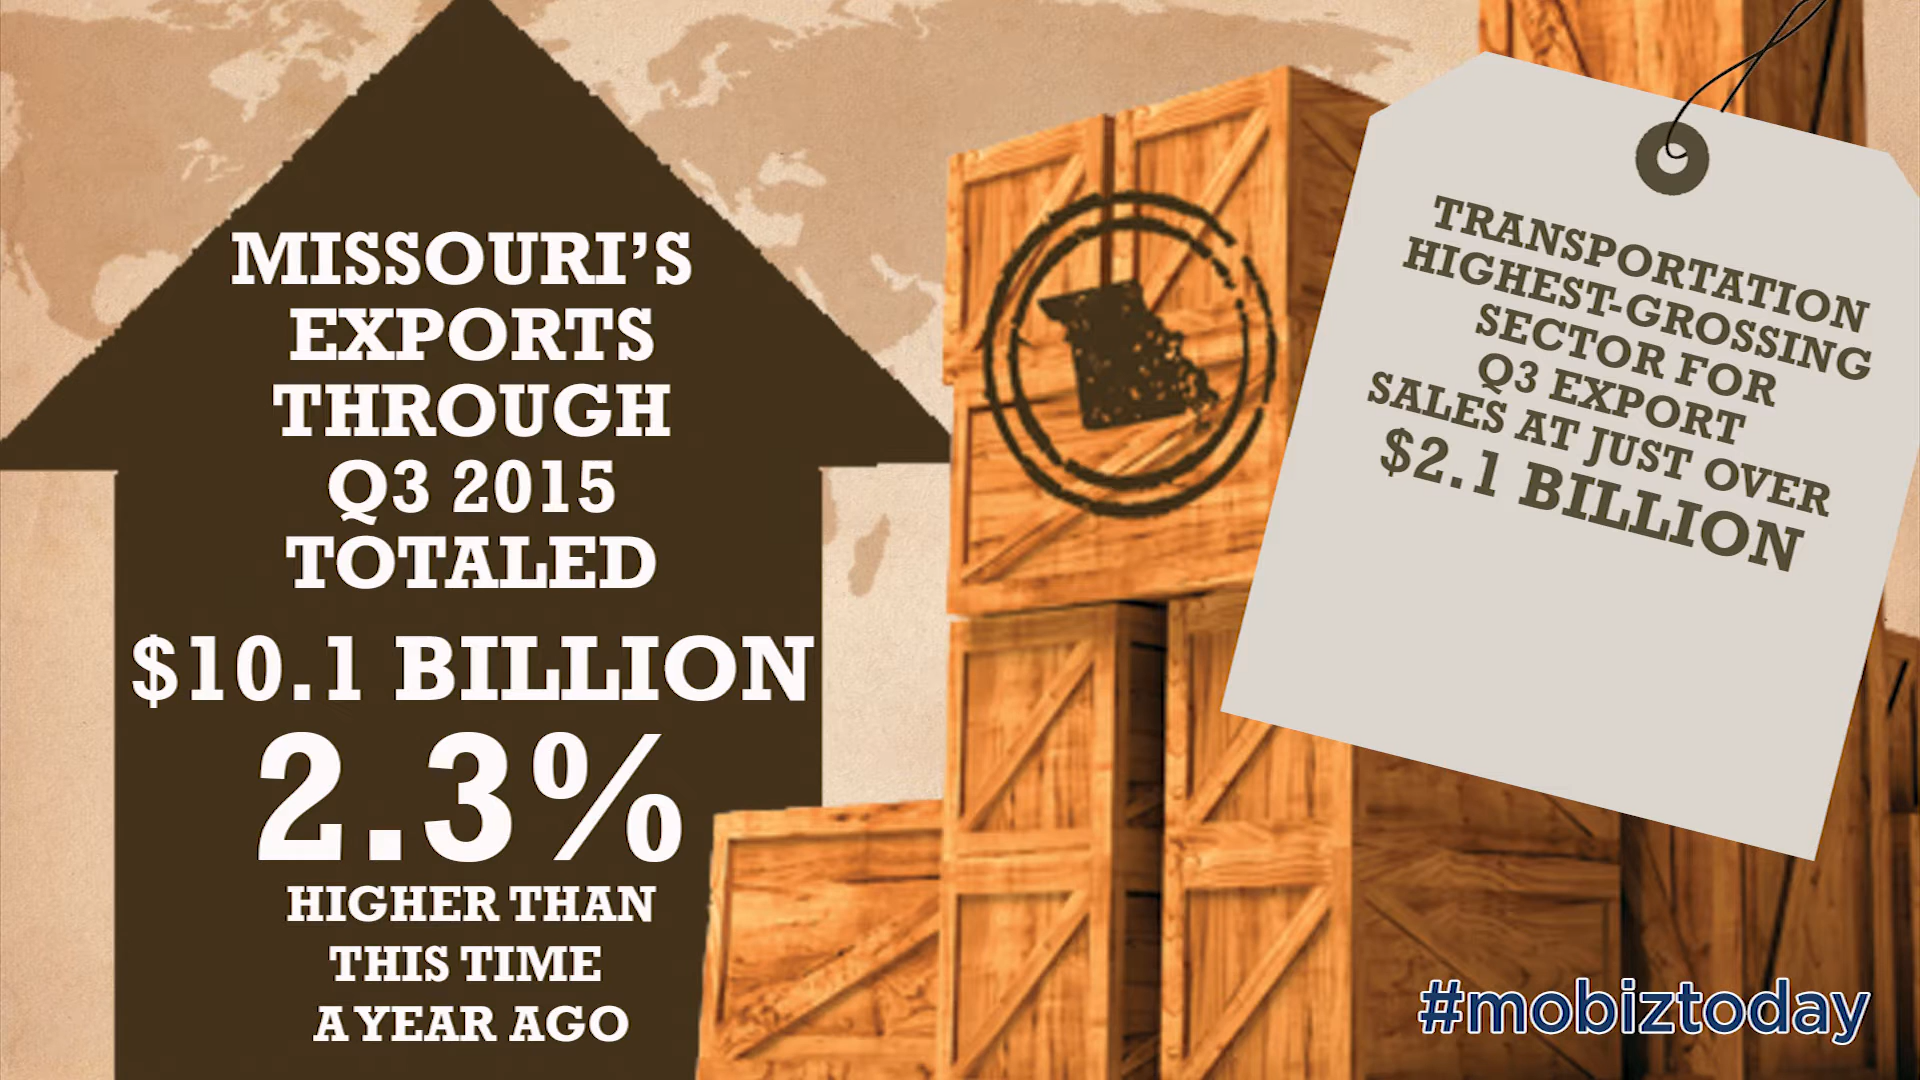 MISSOURI'S
EXPORTS
THROUGH
Q3 2015
TOTALED
$10.1 BILLION
2.3%
HIGHER THAN
THIS TIME
A YEAR AGO
TRANSPORTATION
HIGHEST-GROSSING
SECTOR FOR
Q3 EXPORT
SALES AT JUST OVER
$2.1 BILLION
#mobiztoday